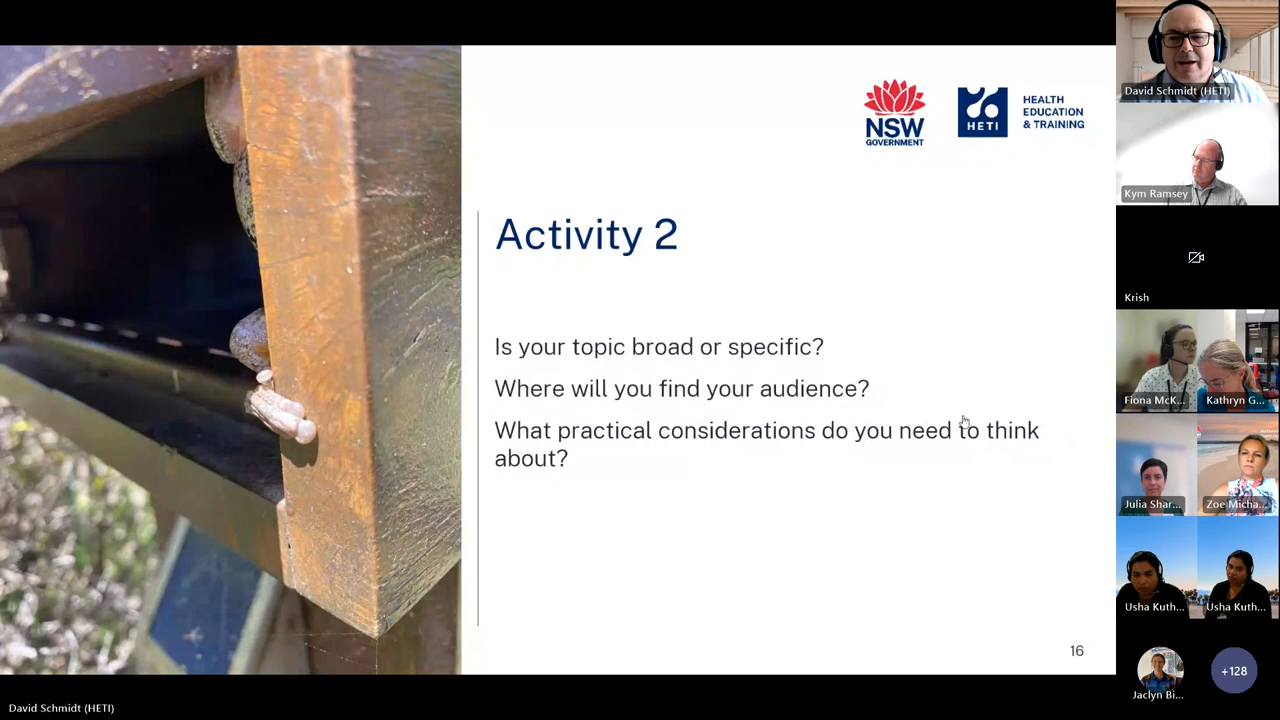 NSW
GOVERNMENT
HETI
HEALTH
EDUCATION
& TRAINING
Activity 2
Is your topic broad or specific?
Where will you find your audience?
What practical considerations do you need to think
about?
16
David Schmidt (HETI)
David Schmidt (HETI)
Kym Ramsey
Krish
Fiona McK...
Kathryn G...
Julia Shar...
Zoe Micha...
Usha Kuth...
Usha Kuth...
Jaclyn Bi...
+128